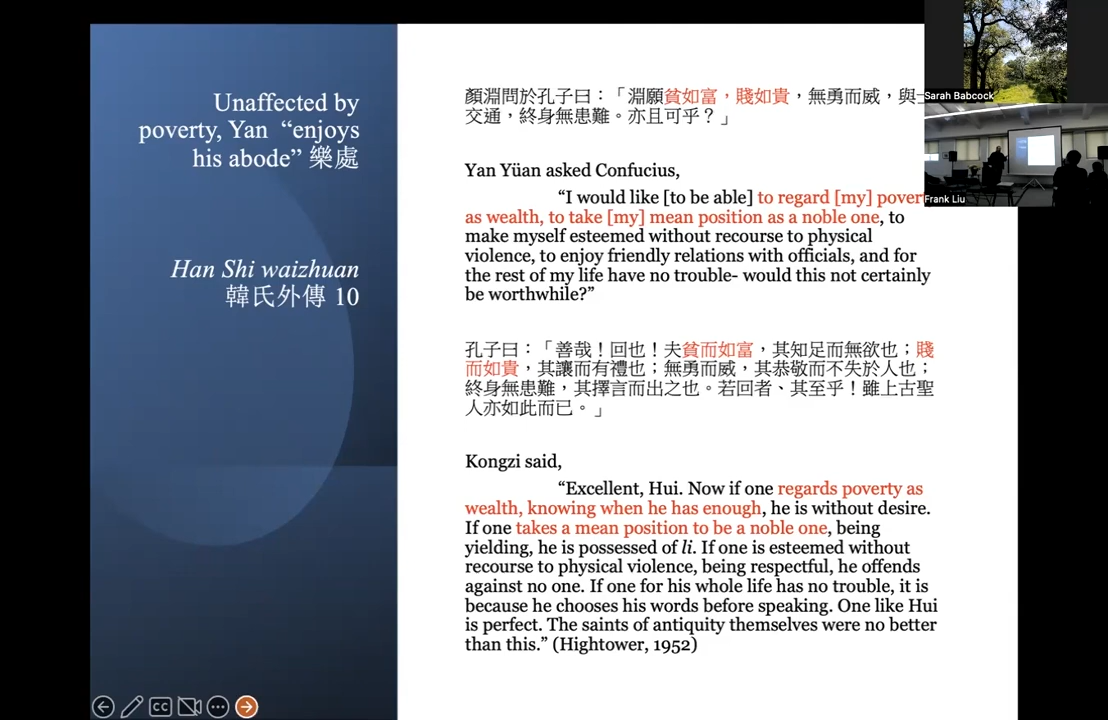 Unaffected by
poverty, Yan “enjoys
his abode” 樂處
Han Shi waizhuan
韓氏外傳 10
顏淵問於孔子曰：「淵願貧如富，賤如貴，無勇而威，與
交通，終身無患難。亦且可乎？」
Yan Yüan asked Confucius,
“I would like [to be able] to regard [my]
as wealth, to take [my] mean position as a noble one, to
make myself esteemed without recourse to physical
violence, to enjoy friendly relations with officials, and for
the rest of my life have no trouble- would this not certainly
be worthwhile?”
孔子曰：「善哉！回也！夫貧而如富，其知足而無欲也；賤
而如貴，其讓而有禮也；無勇而威，其恭敬而不失於人也；
終身無患難，其擇言而出之也。若回者、其至乎！雖上古聖
人亦如此而已。」
Kongzi said,
“Excellent, Hui. Now if one regards poverty as
wealth, knowing when he has enough, he is without desire.
If one takes a mean position to be a noble one, being
yielding, he is possessed of li. If one is esteemed without
recourse to physical violence, being respectful, he offends
against no one. If one for his whole life has no trouble, it is
because he chooses his words before speaking. One like Hui
is perfect. The saints of antiquity themselves were no better
than this.” (Hightower, 1952)
Sarah Babcock
Frank Liu
CC